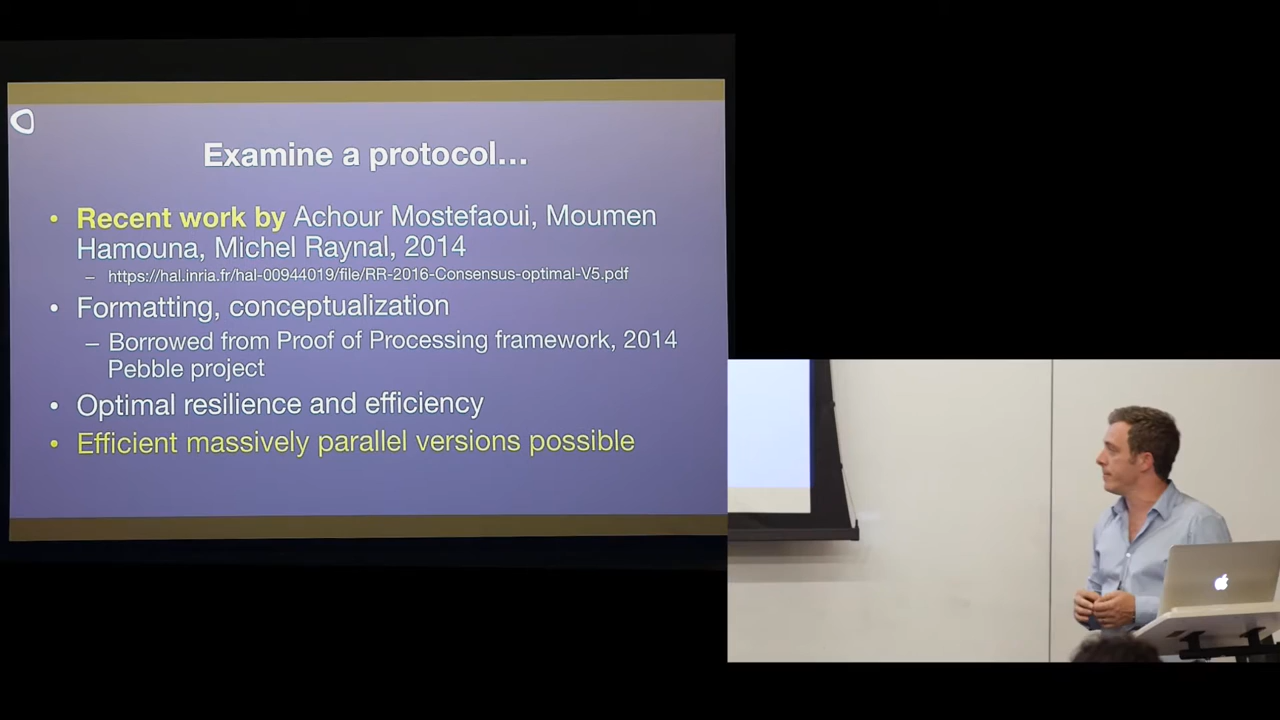 Examine a protocol...
• Recent work by Achour Mostefaoui, Moumen
Hamouna, Michel Raynal, 2014
– https://hal.inria.fr/hal-00944019/file/RR-2016-Consensus-optimal-V5.pdf
• Formatting, conceptualization
– Borrowed from Proof of Processing framework, 2014
Pebble project
• Optimal resilience and efficiency
• Efficient massively parallel versions possible